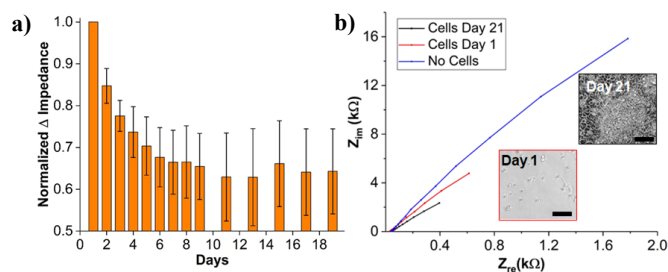 a)
1.0
0.9
0.8
0.7
0.6
0.5
Normalized Δ Impedance
0 2 4 6 8 10 12 14 16 18 20
Days
b)
16
12
8
4
0
Z_im (kΩ)
Cells Day 21
Cells Day 1
No Cells
Day 21
Day 1
0.0 0.4 0.8 1.2 1.6 2.0
Z_re(kΩ)